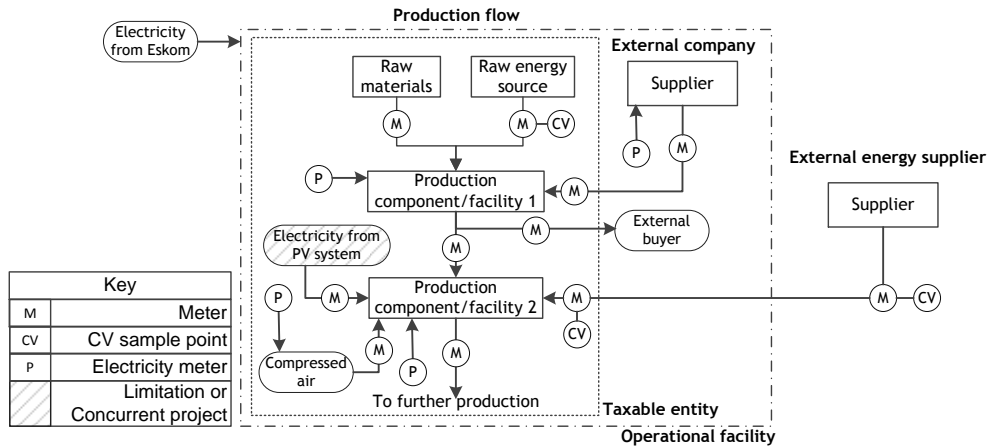 Production flow
Electricity
from Eskom
External company
Raw
materials
Raw energy
source
Supplier
M
M
CV
P
M
External energy supplier
P
Production
component/facility 1
M
Supplier
Electricity from
PV system
M
M
External
buyer
Key
M
Meter
CV
CV sample point
P
Electricity meter
Limitation or
Concurrent project
P
M
Production
component/facility 2
M
CV
M
CV
Compressed
air
M
P
M
To further production
Taxable entity
Operational facility